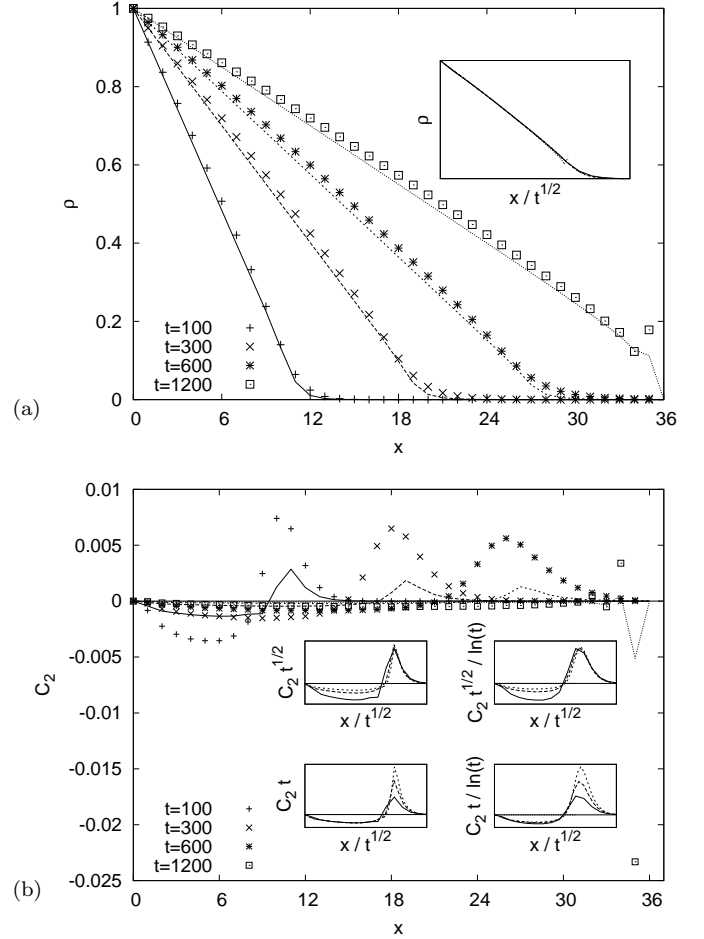 1
0.8
0.6
0.4
0.2
0
ρ
ρ
x / t^1/2
t=100
t=300
t=600
t=1200
0 6 12 18 24 30 36
x
(a)
0.01
0.005
0
-0.005
-0.01
-0.015
-0.02
-0.025
C_2
C_2 t^1/2
x / t^1/2
C_2 t^1/2 / ln(t)
x / t^1/2
C_2 t
x / t^1/2
C_2 t / ln(t)
x / t^1/2
t=100
t=300
t=600
t=1200
0 6 12 18 24 30 36
x
(b)